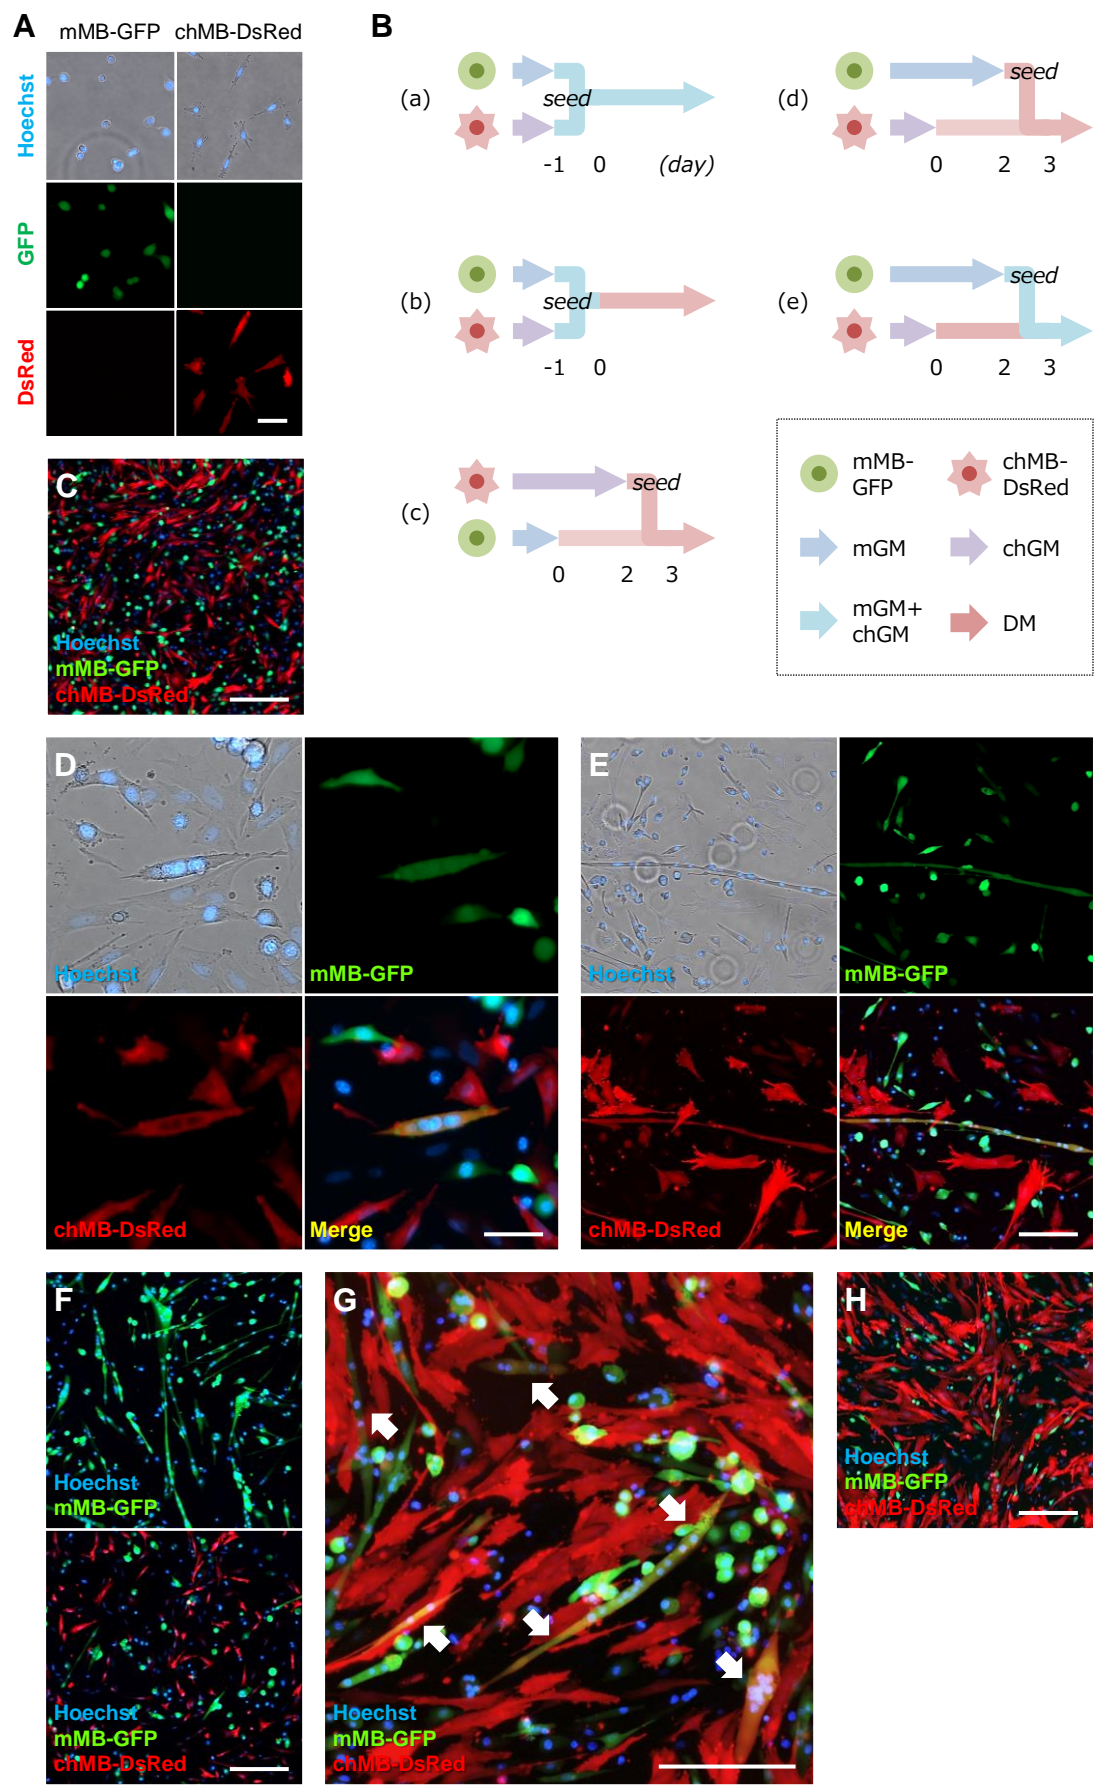 A
mMB-GFP chMB-DsRed
Hoechst
GFP
DsRed
B
(a)
seed
-1 0 (day)
(b)
seed
-1 0
(c)
seed
0 2 3
(d)
seed
0 2 3
(e)
seed
0 2 3
mMB-
GFP
chMB-
DsRed
mGM
chGM
mGM+
chGM
DM
C
Hoechst
mMB-GFP
chMB-DsRed
D
Hoechst
mMB-GFP
chMB-DsRed
Merge
E
Hoechst
mMB-GFP
chMB-DsRed
Merge
F
Hoechst
mMB-GFP
Hoechst
mMB-GFP
chMB-DsRed
G
Hoechst
mMB-GFP
chMB-DsRed
H
Hoechst
mMB-GFP
chMB-DsRed